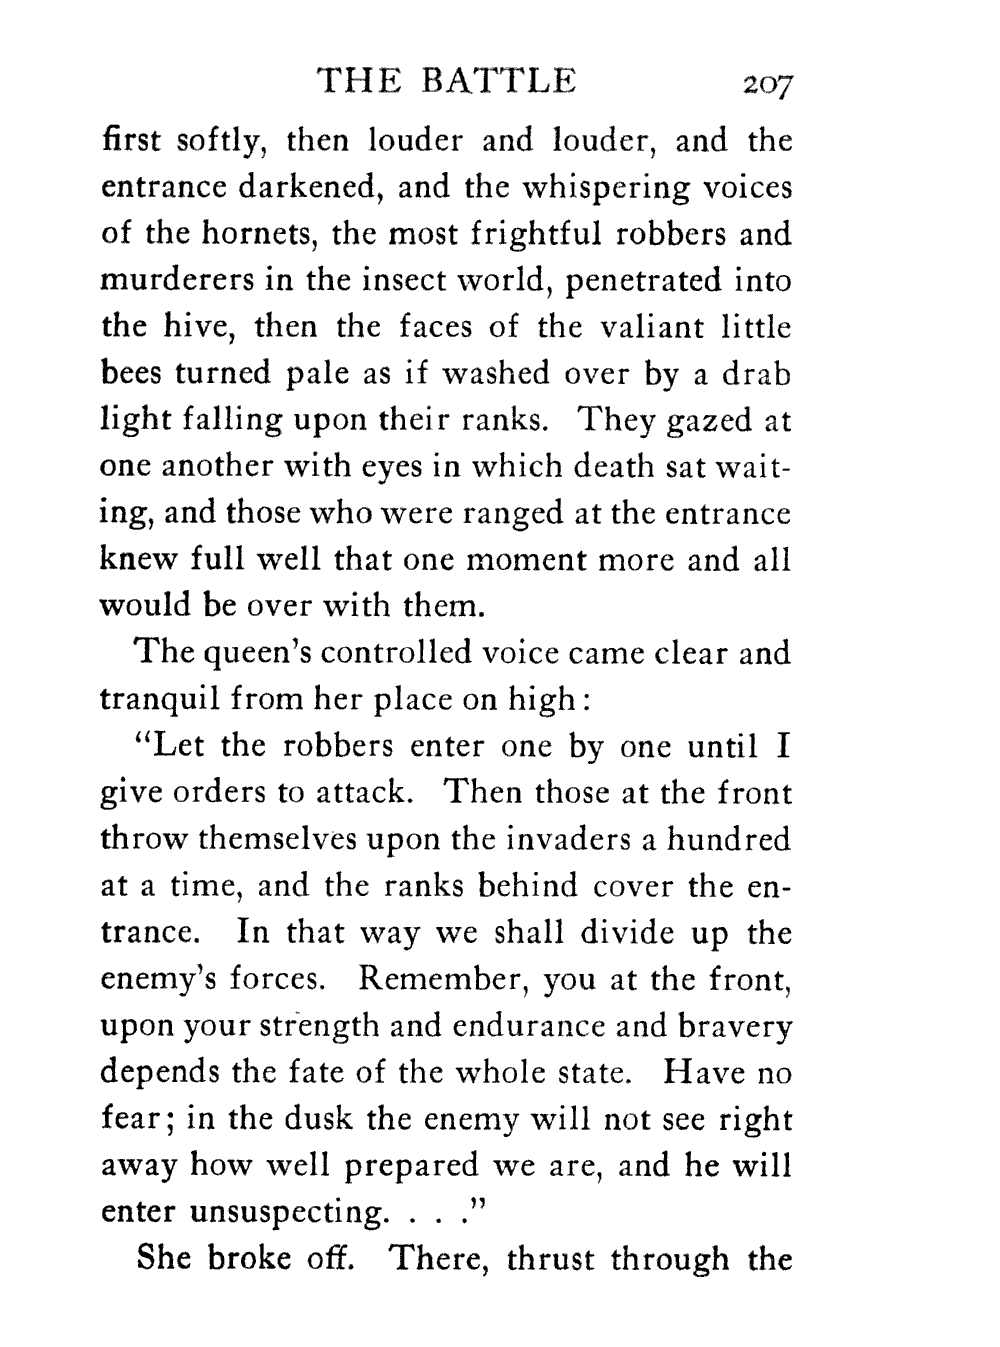 THE BATTLE 207
first softly, then louder and louder, and the
entrance darkened, and the whispering voices
of the hornets, the most frightful robbers and
murderers in the insect world, penetrated into
the hive, then the faces of the valiant little
bees turned pale as if washed over by a drab
light falling upon their ranks. They gazed at
one another with eyes in which death sat wait-
ing, and those who were ranged at the entrance
knew full well that one moment more and all
would be over with them.
The queen's controlled voice came clear and
tranquil from her place on high:
“Let the robbers enter one by one until I
give orders to attack. Then those at the front
throw themselves upon the invaders a hundred
at a time, and the ranks behind cover the en-
trance. In that way we shall divide up the
enemy's forces. Remember, you at the front,
upon your strength and endurance and bravery
depends the fate of the whole state. Have no
fear; in the dusk the enemy will not see right
away how well prepared we are, and he will
enter unsuspecting. . . .”
She broke off. There, thrust through the